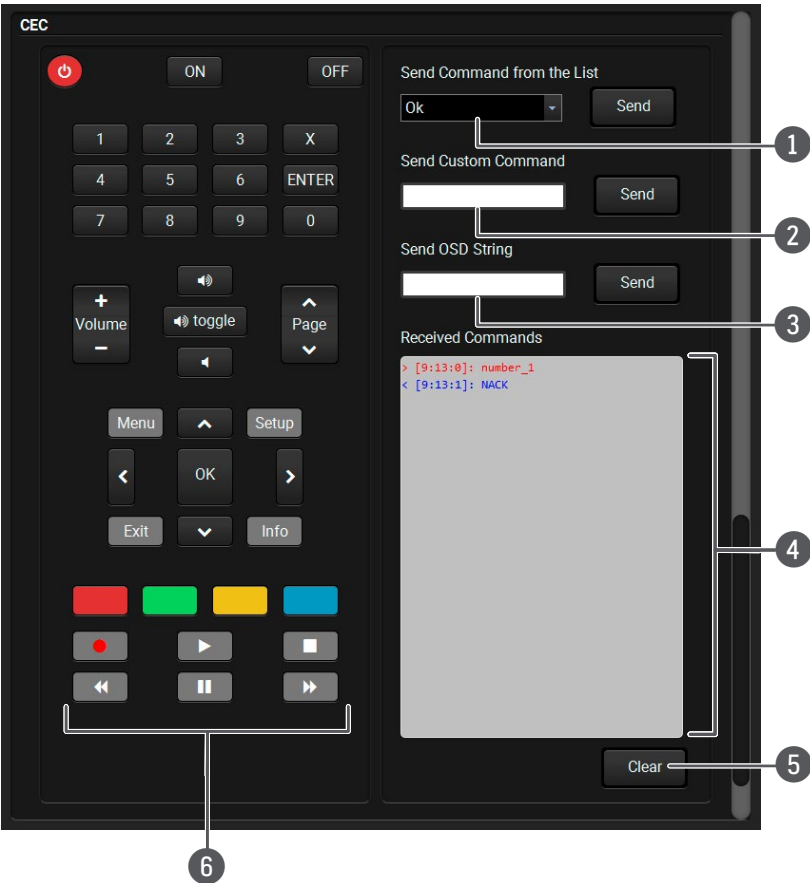 CEC
ON OFF
1 2 3 X
4 5 6 ENTER
7 8 9 0
+
Volume
−
toggle
Page
Menu Setup
OK
Exit Info
Send Command from the List
Ok Send
1
Send Custom Command
Send
2
Send OSD String
Send
3
Received Commands
> [9:13:0]: number_1
< [9:13:1]: NACK
4
Clear
5
6